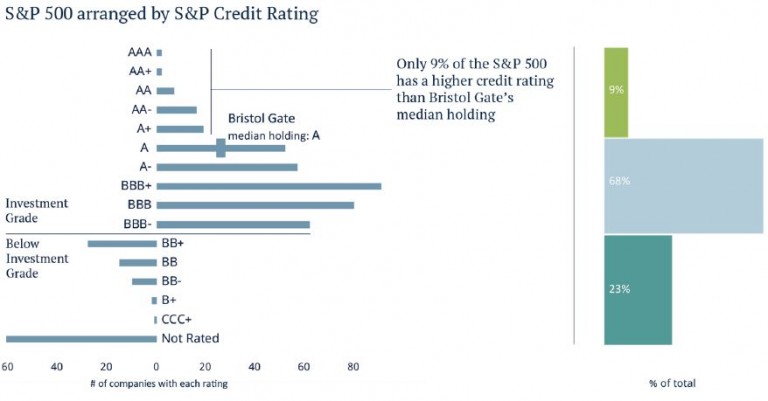 S&P 500 arranged by S&P Credit Rating
AAA
AA+
AA
AA-
A+
A
A-
BBB+
BBB
BBB-
BB+
BB
BB-
B+
CCC+
Not Rated
Investment
Grade
Below
Investment
Grade
Bristol Gate
median holding: A
Only 9% of the S&P 500
has a higher credit rating
than Bristol Gate's
median holding
9%
68%
23%
60 40 20 0 20 40 60 80
# of companies with each rating
% of total